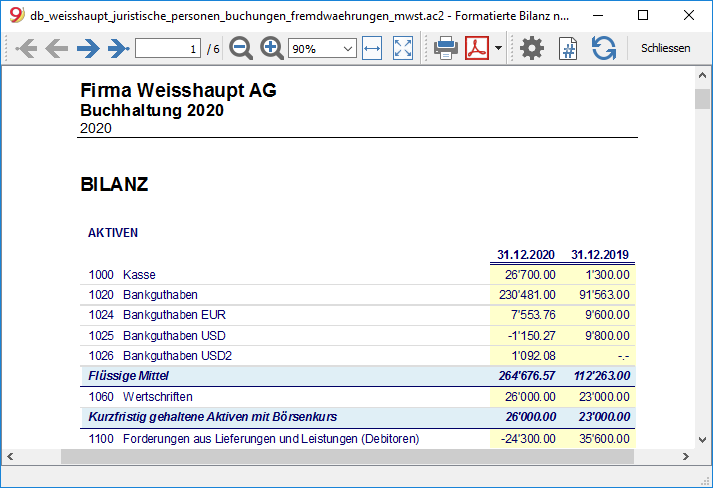 db_weisshaupt_juristische_personen_buchungen_fremdwaehrungen_mwst.ac2 - Formatierte Bilanz n...
1 / 6 90% Schliessen
Firma Weisshaupt AG
Buchhaltung 2020
2020
BILANZ
AKTIVEN
31.12.2020 31.12.2019
1000 Kasse 26'700.00 1'300.00
1020 Bankguthaben 230'481.00 91'563.00
1024 Bankguthaben EUR 7'553.76 9'600.00
1025 Bankguthaben USD -1'150.27 9'800.00
1026 Bankguthaben USD2 1'092.08 -.-
Flüssige Mittel 264'676.57 112'263.00
1060 Wertschriften 26'000.00 23'000.00
Kurzfristig gehaltene Aktiven mit Börsenkurs 26'000.00 23'000.00
1100 Forderungen aus Lieferungen und Leistungen (Debitoren) -24'300.00 35'600.00